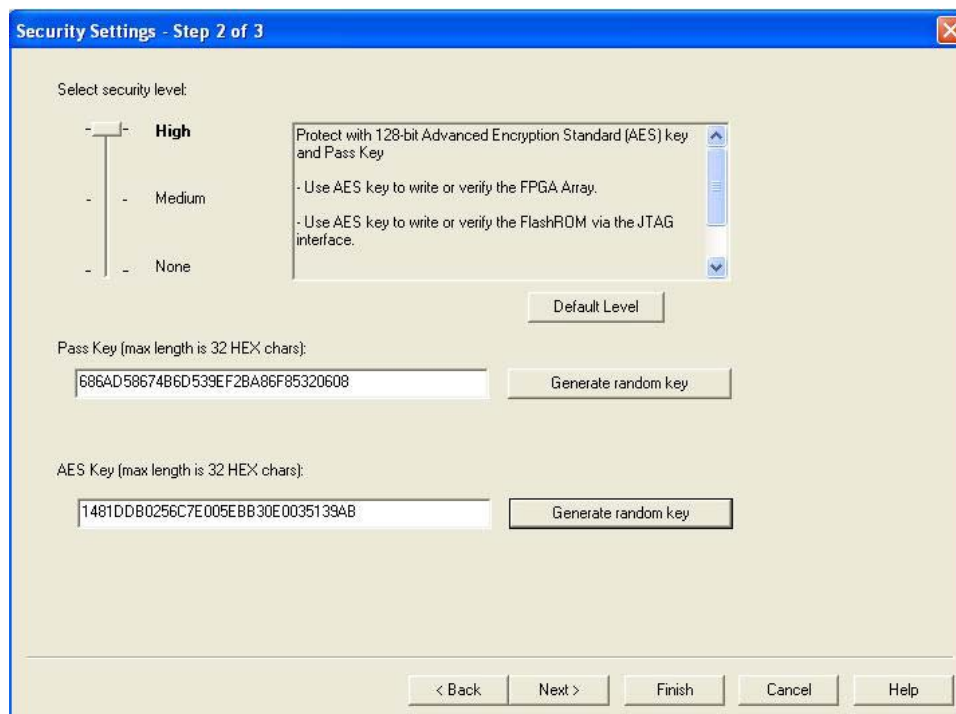 Security Settings - Step 2 of 3
Select security level:
High
Medium
None
Protect with 128-bit Advanced Encryption Standard (AES) key
and Pass Key
- Use AES key to write or verify the FPGA Array.
- Use AES key to write or verify the FlashROM via the JTAG
interface.
Default Level
Pass Key (max length is 32 HEX chars):
686AD58674B6D539EF2BA86F85320608
Generate random key
AES Key (max length is 32 HEX chars):
1481DDB0256C7E005EBB30E0035139AB
Generate random key
< Back
Next >
Finish
Cancel
Help